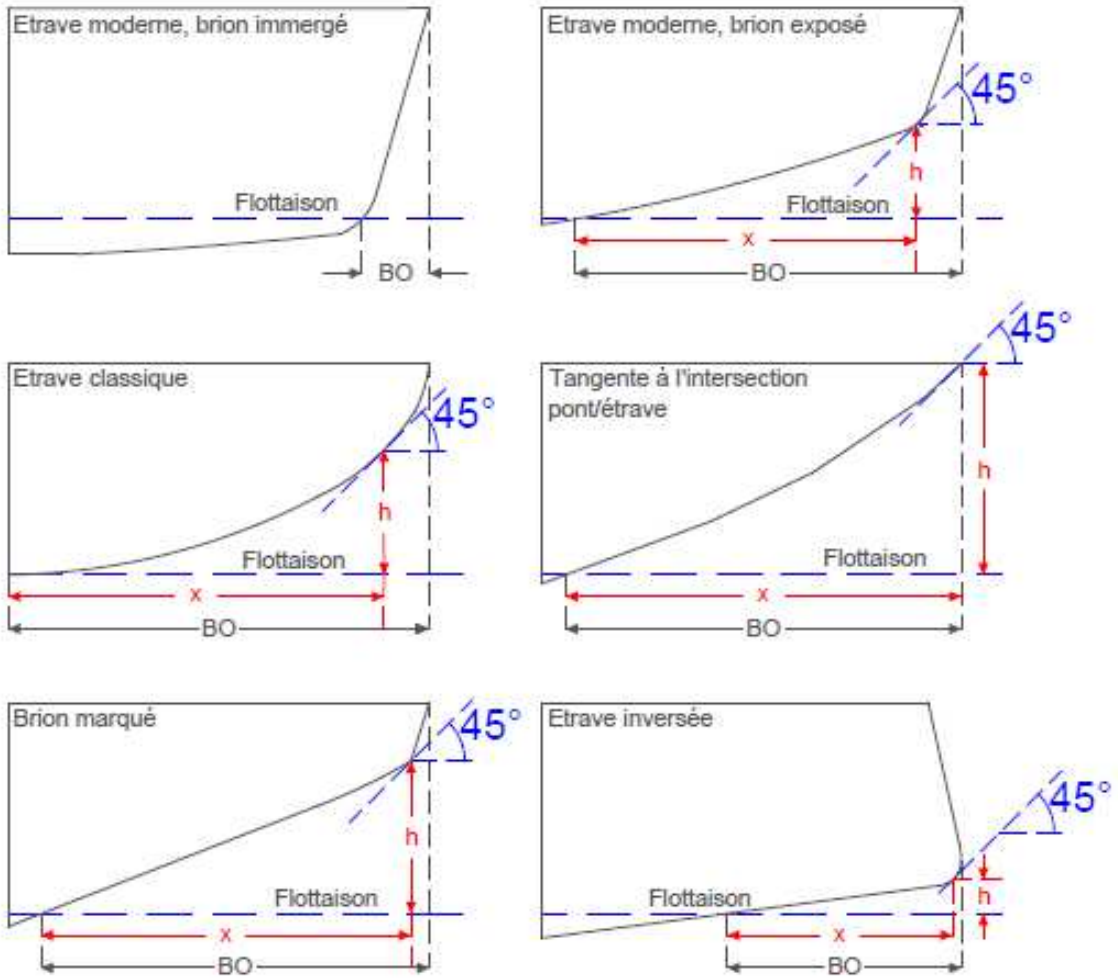 Etrave moderne, brion immergé
Flottaison
BO
Etrave moderne, brion exposé
45°
h
Flottaison
x
BO
Etrave classique
45°
h
Flottaison
x
BO
Tangente à l'intersection
pont/étrave
45°
h
Flottaison
x
BO
Brion marqué
45°
h
Flottaison
x
BO
Etrave inversée
45°
Flottaison
h
x
BO